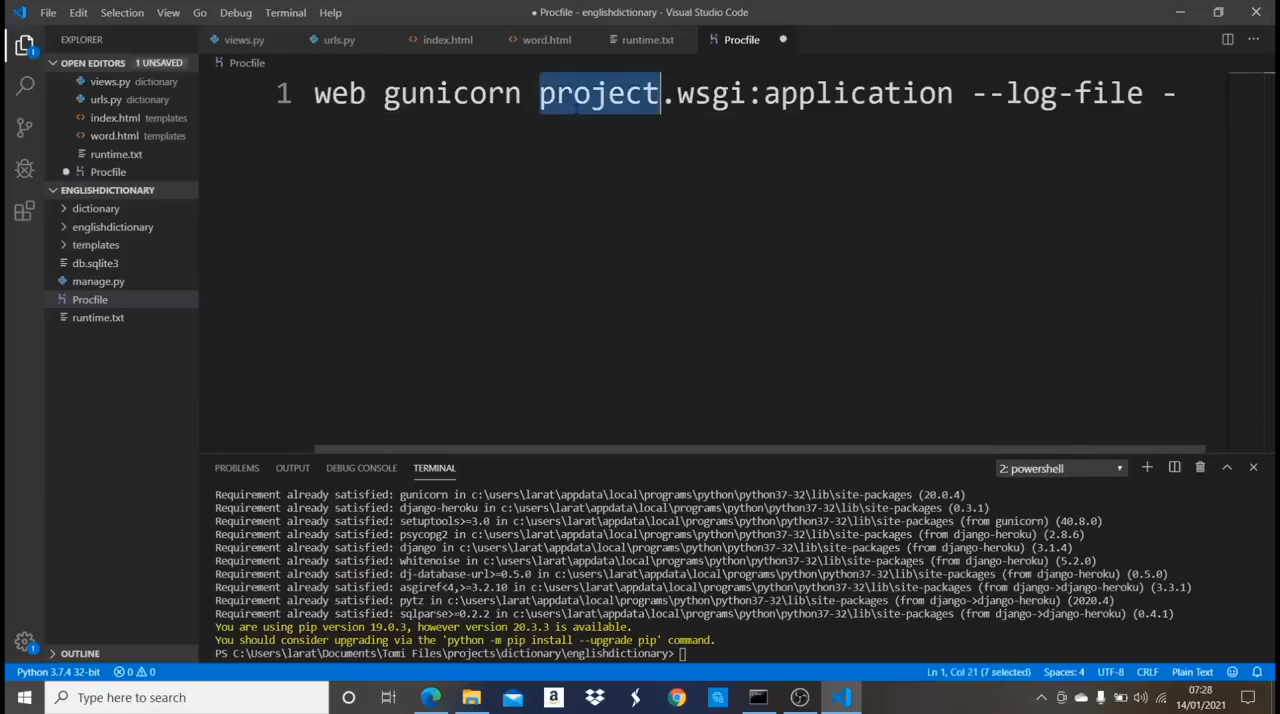 File Edit Selection View Go Debug Terminal Help
● Procfile - englishdictionary - Visual Studio Code
EXPLORER
views.py
urls.py
index.html
word.html
runtime.txt
Procfile
OPEN EDITORS 1 UNSAVED
Procfile
views.py dictionary
urls.py dictionary
index.html templates
word.html templates
runtime.txt
Procfile
ENGLISHDICTIONARY
dictionary
englishdictionary
templates
db.sqlite3
manage.py
Procfile
runtime.txt
OUTLINE
1 web gunicorn project.wsgi:application --log-file -
PROBLEMS OUTPUT DEBUG CONSOLE TERMINAL
2: powershell
Requirement already satisfied: gunicorn in c:\users\larat\appdata\local\programs\python\python37-32\lib\site-packages (20.0.4)
Requirement already satisfied: django-heroku in c:\users\larat\appdata\local\programs\python\python37-32\lib\site-packages (0.3.1)
Requirement already satisfied: setuptools>=3.0 in c:\users\larat\appdata\local\programs\python\python37-32\lib\site-packages (from gunicorn) (40.8.0)
Requirement already satisfied: psycopg2 in c:\users\larat\appdata\local\programs\python\python37-32\lib\site-packages (from django-heroku) (2.8.6)
Requirement already satisfied: django in c:\users\larat\appdata\local\programs\python\python37-32\lib\site-packages (from django-heroku) (3.1.4)
Requirement already satisfied: whitenoise in c:\users\larat\appdata\local\programs\python\python37-32\lib\site-packages (from django-heroku) (5.2.0)
Requirement already satisfied: dj-database-url>=0.5.0 in c:\users\larat\appdata\local\programs\python\python37-32\lib\site-packages (from django-heroku) (0.5.0)
Requirement already satisfied: asgiref<4,>=3.2.10 in c:\users\larat\appdata\local\programs\python\python37-32\lib\site-packages (from django->django-heroku) (3.3.1)
Requirement already satisfied: pytz in c:\users\larat\appdata\local\programs\python\python37-32\lib\site-packages (from django->django-heroku) (2020.4)
Requirement already satisfied: sqlparse>=0.2.2 in c:\users\larat\appdata\local\programs\python\python37-32\lib\site-packages (from django->django-heroku) (0.4.1)
You are using pip version 19.0.3, however version 20.3.3 is available.
You should consider upgrading via the 'python -m pip install --upgrade pip' command.
PS C:\Users\larat\Documents\Tomi Files\projects\dictionary\englishdictionary>
Python 3.7.4 32-bit 0 0
Ln 1, Col 21 (7 selected) Spaces: 4 UTF-8 CRLF Plain Text
Type here to search
07:28
14/01/2021